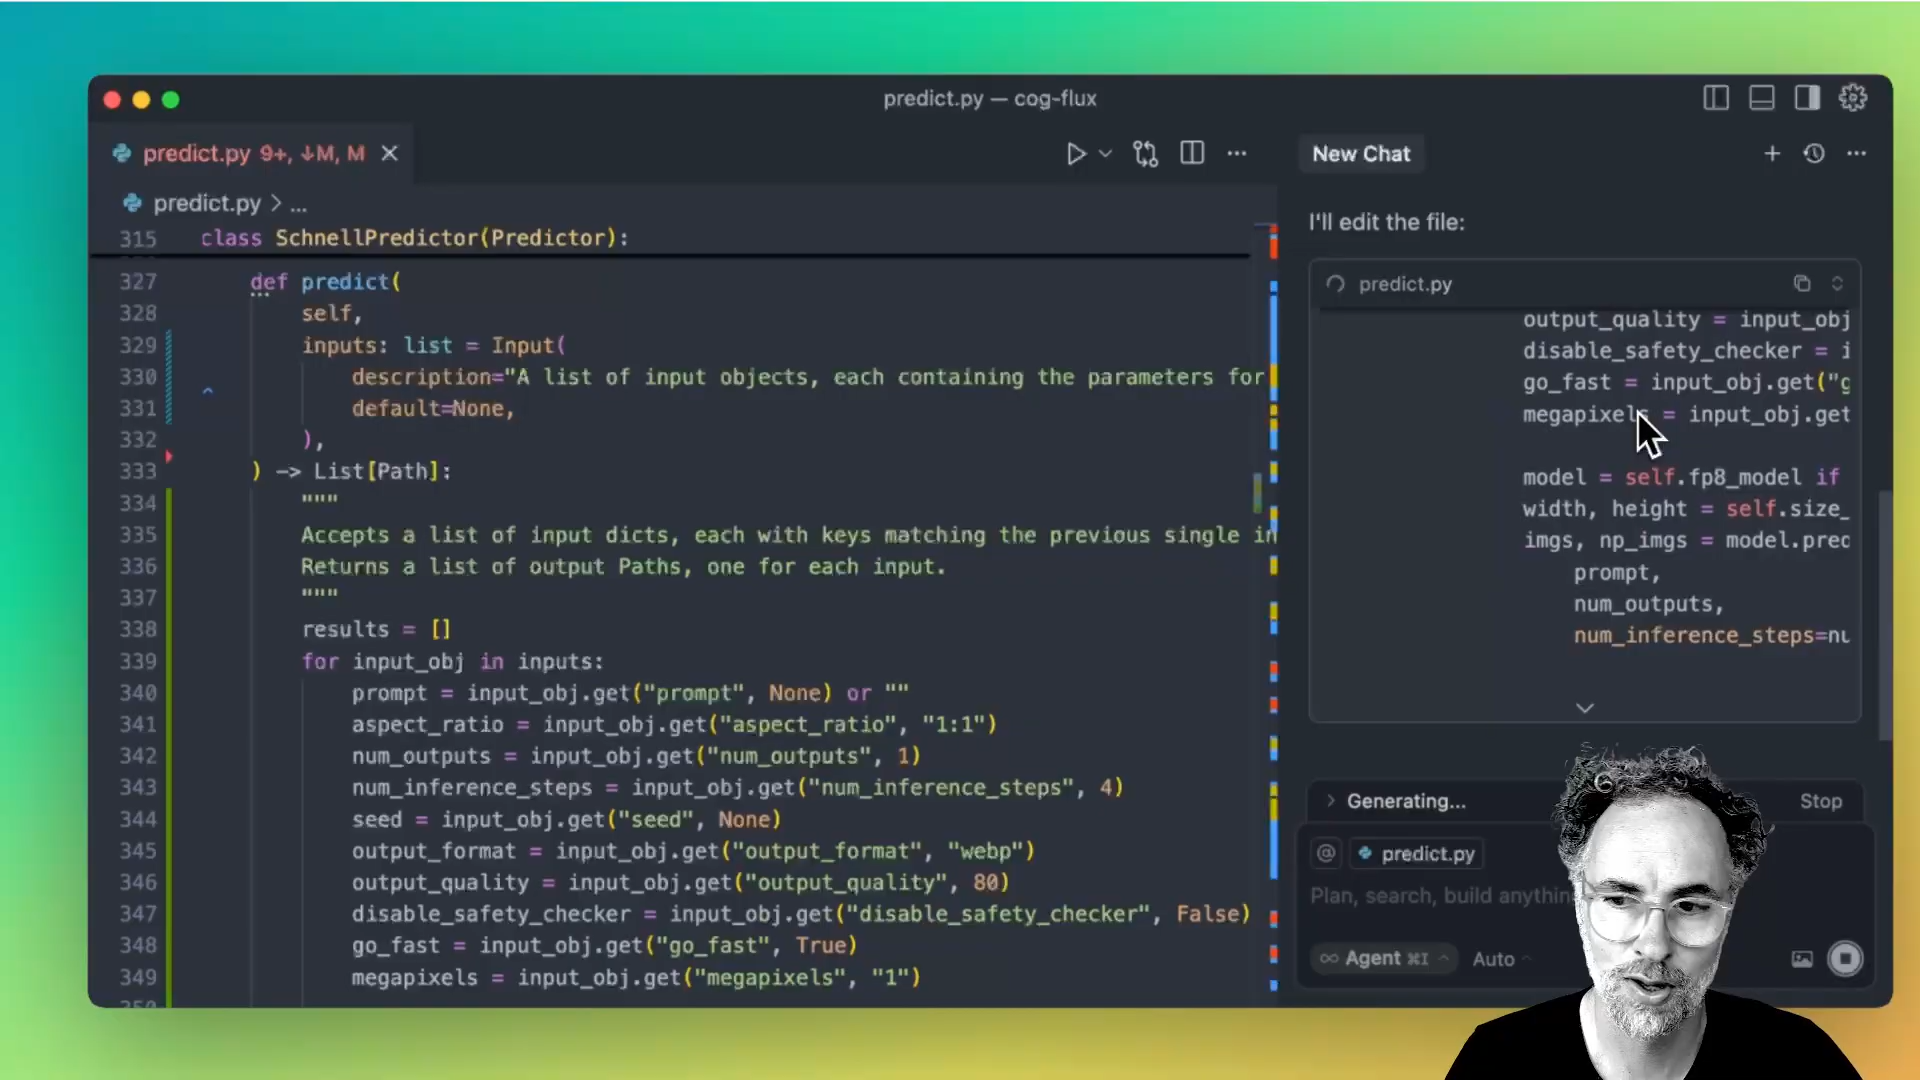 predict.py — cog-flux
predict.py 9+, ↓M, M
predict.py > ...
315 class SchnellPredictor(Predictor):
327 def predict(
328 self,
329 inputs: list = Input(
330 description="A list of input objects, each containing the parameters for
331 default=None,
332 ),
333 ) -> List[Path]:
334 """
335 Accepts a list of input dicts, each with keys matching the previous single in
336 Returns a list of output Paths, one for each input.
337 """
338 results = []
339 for input_obj in inputs:
340 prompt = input_obj.get("prompt", None) or ""
341 aspect_ratio = input_obj.get("aspect_ratio", "1:1")
342 num_outputs = input_obj.get("num_outputs", 1)
343 num_inference_steps = input_obj.get("num_inference_steps", 4)
344 seed = input_obj.get("seed", None)
345 output_format = input_obj.get("output_format", "webp")
346 output_quality = input_obj.get("output_quality", 80)
347 disable_safety_checker = input_obj.get("disable_safety_checker", False)
348 go_fast = input_obj.get("go_fast", True)
349 megapixels = input_obj.get("megapixels", "1")
New Chat
I'll edit the file:
predict.py
output_quality = input_obj
disable_safety_checker = i
go_fast = input_obj.get("g
megapixels = input_obj.get
model = self.fp8_model if
width, height = self.size_
imgs, np_imgs = model.pred
prompt,
num_outputs,
num_inference_steps=nu
Generating...
Stop
@ predict.py
Plan, search, build anythin
Agent ⌘I
Auto